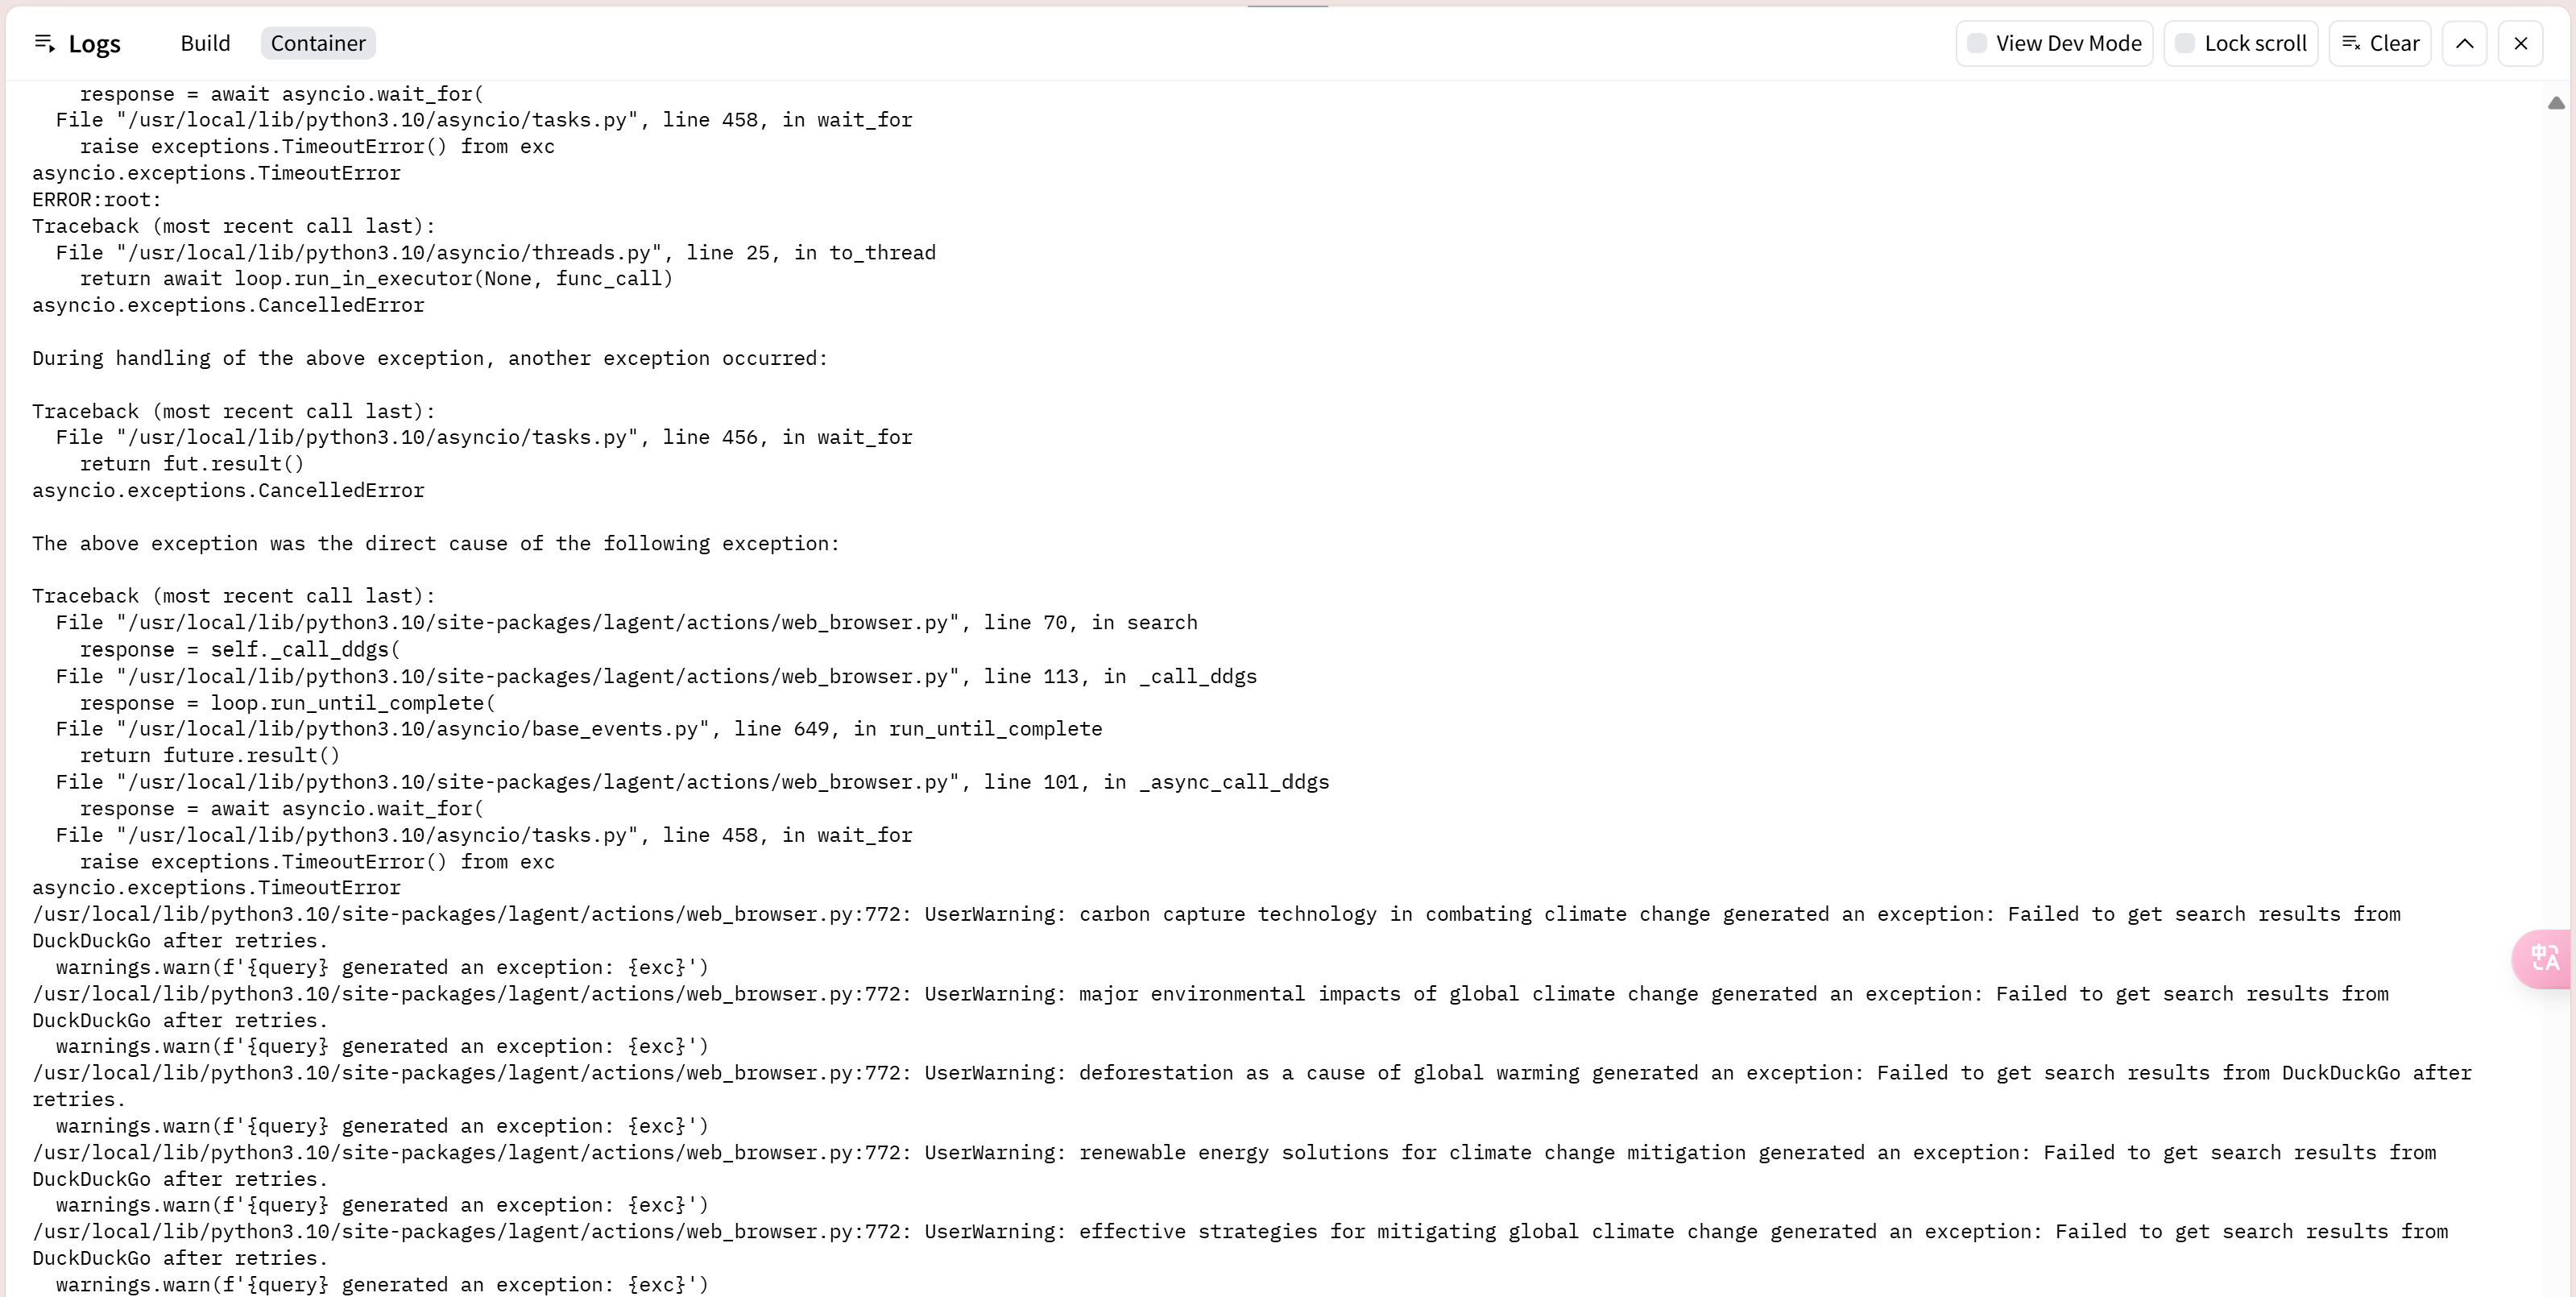 Logs Build Container View Dev Mode Lock scroll Clear
    response = await asyncio.wait_for(
  File "/usr/local/lib/python3.10/asyncio/tasks.py", line 458, in wait_for
    raise exceptions.TimeoutError() from exc
asyncio.exceptions.TimeoutError
ERROR:root:
Traceback (most recent call last):
  File "/usr/local/lib/python3.10/asyncio/threads.py", line 25, in to_thread
    return await loop.run_in_executor(None, func_call)
asyncio.exceptions.CancelledError

During handling of the above exception, another exception occurred:

Traceback (most recent call last):
  File "/usr/local/lib/python3.10/asyncio/tasks.py", line 456, in wait_for
    return fut.result()
asyncio.exceptions.CancelledError

The above exception was the direct cause of the following exception:

Traceback (most recent call last):
  File "/usr/local/lib/python3.10/site-packages/lagent/actions/web_browser.py", line 70, in search
    response = self._call_ddgs(
  File "/usr/local/lib/python3.10/site-packages/lagent/actions/web_browser.py", line 113, in _call_ddgs
    response = loop.run_until_complete(
  File "/usr/local/lib/python3.10/asyncio/base_events.py", line 649, in run_until_complete
    return future.result()
  File "/usr/local/lib/python3.10/site-packages/lagent/actions/web_browser.py", line 101, in _async_call_ddgs
    response = await asyncio.wait_for(
  File "/usr/local/lib/python3.10/asyncio/tasks.py", line 458, in wait_for
    raise exceptions.TimeoutError() from exc
asyncio.exceptions.TimeoutError
/usr/local/lib/python3.10/site-packages/lagent/actions/web_browser.py:772: UserWarning: carbon capture technology in combating climate change generated an exception: Failed to get search results from
DuckDuckGo after retries.
  warnings.warn(f'{query} generated an exception: {exc}')
/usr/local/lib/python3.10/site-packages/lagent/actions/web_browser.py:772: UserWarning: major environmental impacts of global climate change generated an exception: Failed to get search results from
DuckDuckGo after retries.
  warnings.warn(f'{query} generated an exception: {exc}')
/usr/local/lib/python3.10/site-packages/lagent/actions/web_browser.py:772: UserWarning: deforestation as a cause of global warming generated an exception: Failed to get search results from DuckDuckGo after
retries.
  warnings.warn(f'{query} generated an exception: {exc}')
/usr/local/lib/python3.10/site-packages/lagent/actions/web_browser.py:772: UserWarning: renewable energy solutions for climate change mitigation generated an exception: Failed to get search results from
DuckDuckGo after retries.
  warnings.warn(f'{query} generated an exception: {exc}')
/usr/local/lib/python3.10/site-packages/lagent/actions/web_browser.py:772: UserWarning: effective strategies for mitigating global climate change generated an exception: Failed to get search results from
DuckDuckGo after retries.
  warnings.warn(f'{query} generated an exception: {exc}')
中A